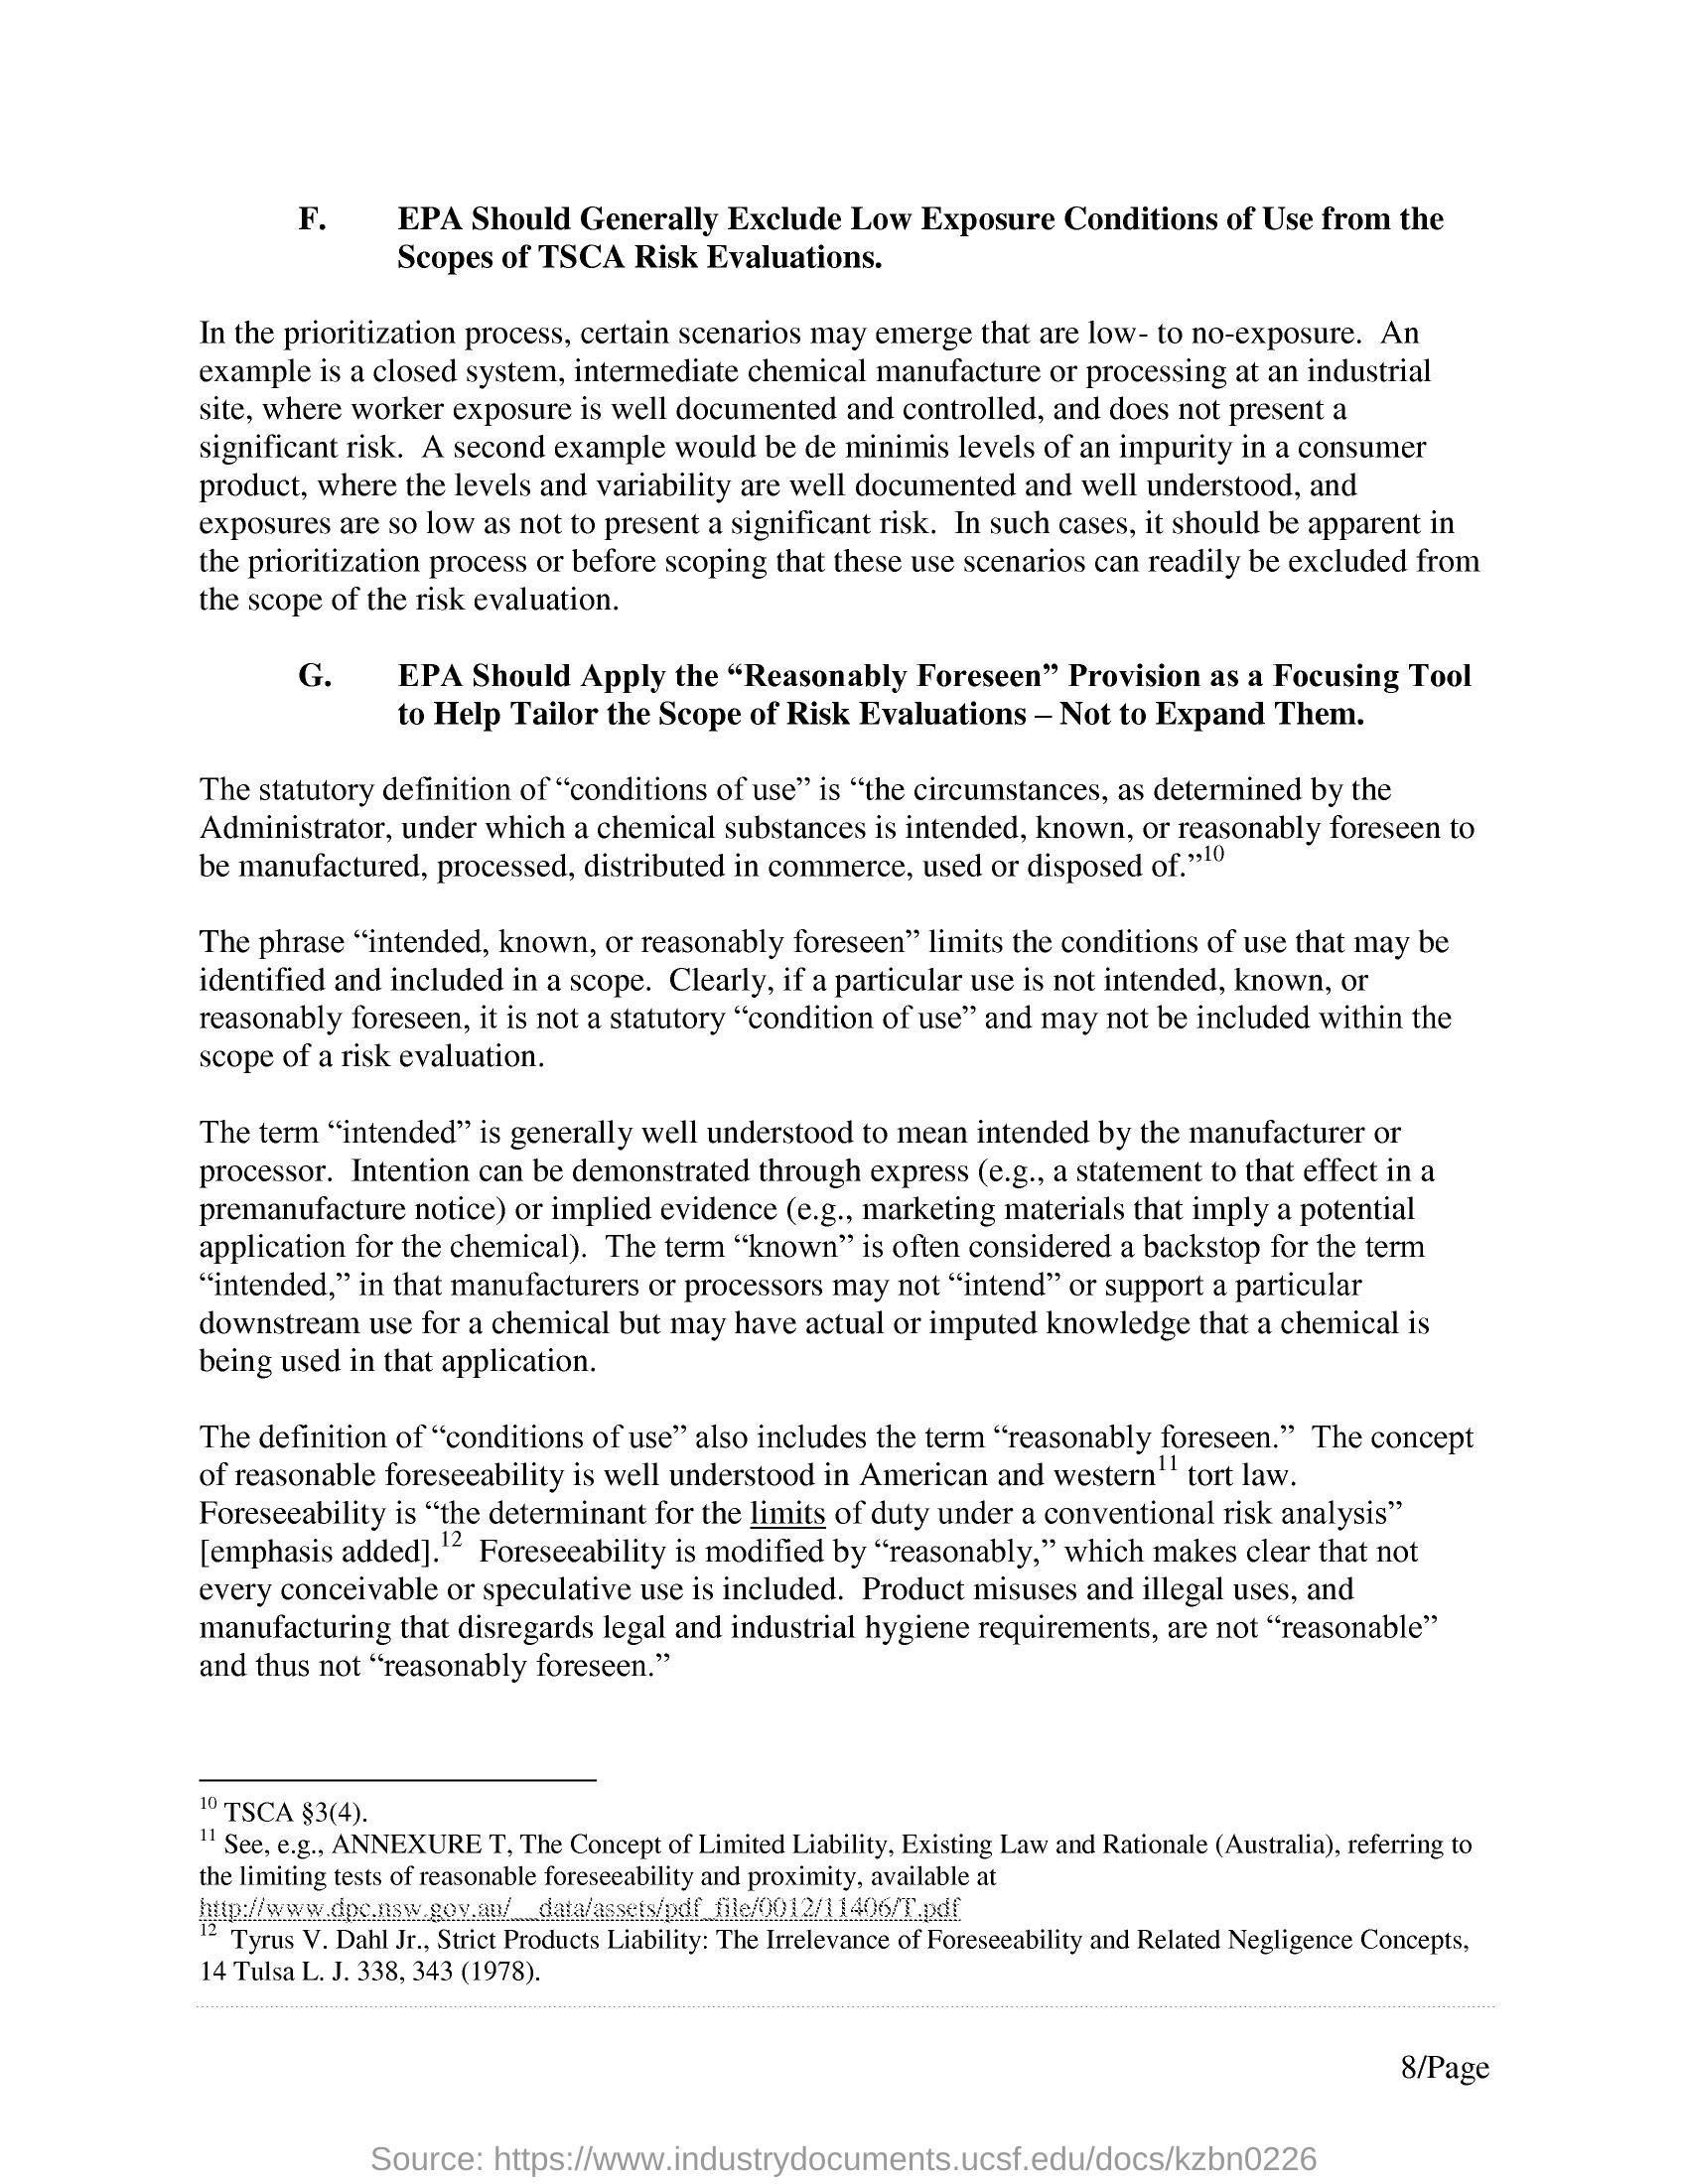 F. EPA Should Generally Exclude Low Exposure Conditions of Use from the
Scopes of TSCA Risk Evaluations.
In the prioritization process, certain scenarios may emerge that are low- to no-exposure. An
example is a closed system, intermediate chemical manufacture or processing at an industrial
site, where worker exposure is well documented and controlled, and does not present a
significant risk. A second example would be de minimis levels of an impurity in a consumer
product, where the levels and variability are well documented and well understood, and
exposures are so low as not to present a significant risk. In such cases, it should be apparent in
the prioritization process or before scoping that these use scenarios can readily be excluded from
the scope of the risk evaluation.
G. EPA Should Apply the “Reasonably Foreseen” Provision as a Focusing Tool
to Help Tailor the Scope of Risk Evaluations – Not to Expand Them.
The statutory definition of “conditions of use” is “the circumstances, as determined by the
Administrator, under which a chemical substances is intended, known, or reasonably foreseen to
be manufactured, processed, distributed in commerce, used or disposed of.”10
The phrase “intended, known, or reasonably foreseen” limits the conditions of use that may be
identified and included in a scope. Clearly, if a particular use is not intended, known, or
reasonably foreseen, it is not a statutory “condition of use” and may not be included within the
scope of a risk evaluation.
The term “intended” is generally well understood to mean intended by the manufacturer or
processor. Intention can be demonstrated through express (e.g., a statement to that effect in a
premanufacture notice) or implied evidence (e.g., marketing materials that imply a potential
application for the chemical). The term “known” is often considered a backstop for the term
“intended,” in that manufacturers or processors may not “intend” or support a particular
downstream use for a chemical but may have actual or imputed knowledge that a chemical is
being used in that application.
The definition of “conditions of use” also includes the term “reasonably foreseen.” The concept
of reasonable foreseeability is well understood in American and western11 tort law.
Foreseeability is “the determinant for the limits of duty under a conventional risk analysis”
[emphasis added].12 Foreseeability is modified by “reasonably,” which makes clear that not
every conceivable or speculative use is included. Product misuses and illegal uses, and
manufacturing that disregards legal and industrial hygiene requirements, are not “reasonable”
and thus not “reasonably foreseen.”
10 TSCA §3(4).
11 See, e.g., ANNEXURE T, The Concept of Limited Liability, Existing Law and Rationale (Australia), referring to
the limiting tests of reasonable foreseeability and proximity, available at
http://www.dpc.nsw.gov.au/__data/assets/pdf_file/0012/11406/T.pdf
12 Tyrus V. Dahl Jr., Strict Products Liability: The Irrelevance of Foreseeability and Related Negligence Concepts,
14 Tulsa L. J. 338, 343 (1978).
8/Page
Source: https://www.industrydocuments.ucsf.edu/docs/kzbn0226